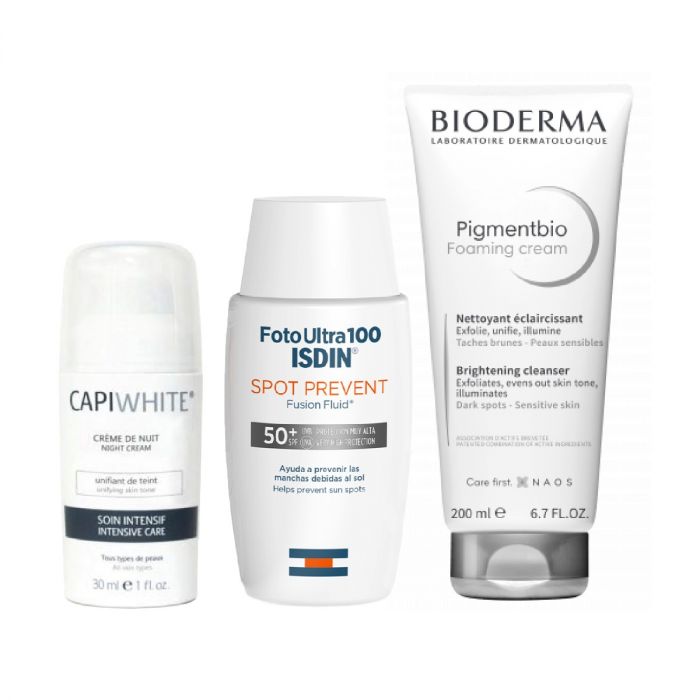 CAPIWHITE®
CRÈME DE NUIT
NIGHT CREAM
unifiant de teint
unifying skin tone
SOIN INTENSIF
INTENSIVE CARE
Tous types de peaux
All skin types
30 ml e 1 fl.oz.
FotoUltra100
ISDIN®
SPOT PREVENT
Fusion Fluid®
50+
SPF
VERY HIGH PROTECTION
Ayuda a prevenir las
manchas debidas al sol
Helps prevent sun spots
BIODERMA
LABORATOIRE DERMATOLOGIQUE
Pigmentbio
Foaming cream
Nettoyant éclaircissant
Exfolie, unifie, illumine
Taches brunes - Peaux sensibles
Brightening cleanser
Exfoliates, evens out skin tone,
illuminates
Dark spots - Sensitive skin
ASSOCIATION D'ACTIFS BREVETÉE
PATENTED COMBINATION OF ACTIVE INGREDIENTS
Care first. NAOS
200 ml e 6.7 FL.OZ.